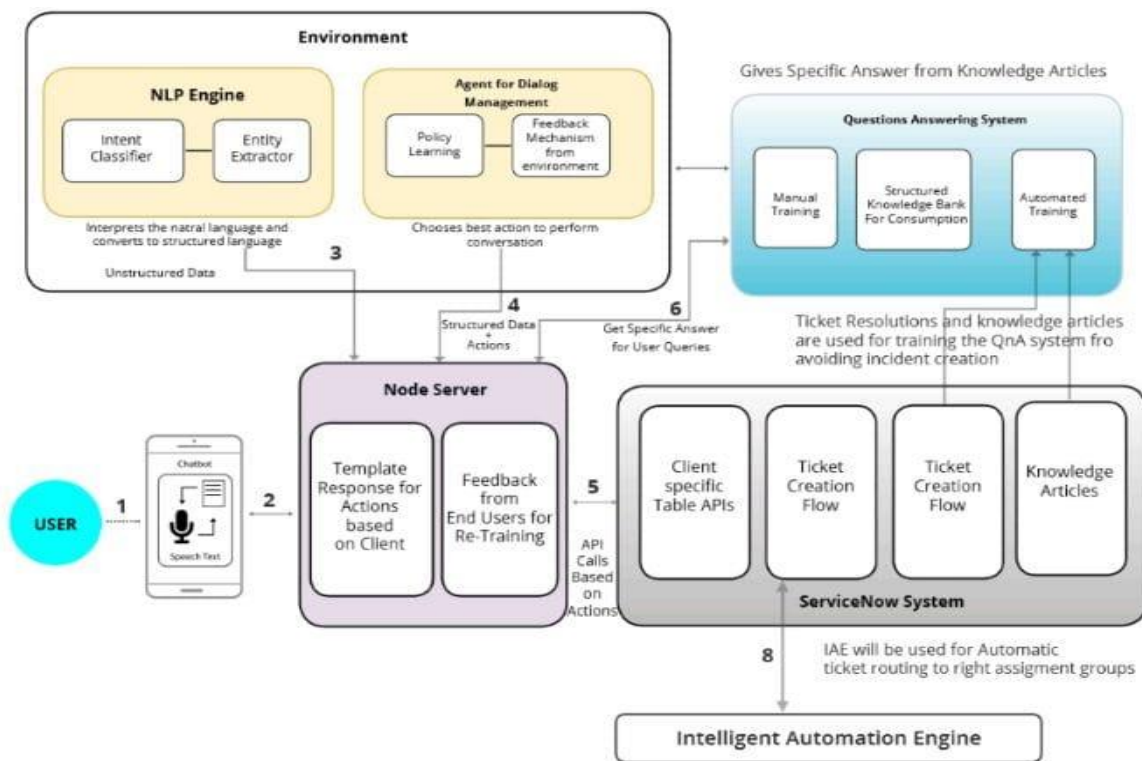 Environment
NLP Engine
Intent
Classifier
Entity
Extractor
Interprets the natral language and
converts to structured language
Unstructured Data
3
Agent for Dialog
Management
Policy
Learning
Feedback
Mechanism
from
environment
Chooses best action to perform
conversation
4
Structured Data
+
Actions
6
Get Specific Answer
for User Queries
Gives Specific Answer from Knowledge Articles
Questions Answering System
Manual
Training
Structured
Knowledge Bank
For Consumption
Automated
Training
Ticket Resolutions and knowledge articles
are used for training the QnA system fro
avoiding incident creation
USER
1
Chatbot
Speech Text
2
Node Server
Template
Response for
Actions
based
on Client
Feedback
from
End Users for
Re-Training
5
API
Calls
Based
on
Actions
Client
specific
Table APIs
Ticket
Creation
Flow
Ticket
Creation
Flow
Knowledge
Articles
ServiceNow System
8
IAE will be used for Automatic
ticket routing to right assigment groups
Intelligent Automation Engine